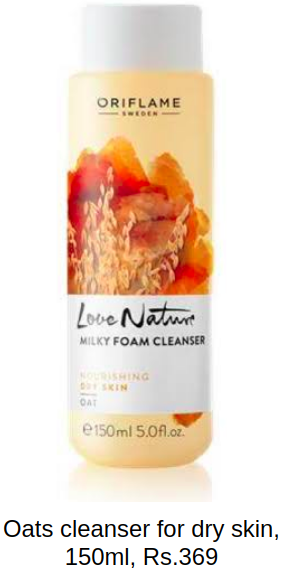 ORIFLAME
SWEDEN
Love Nature
MILKY FOAM CLEANSER
NOURISHING
DRY SKIN
OAT
e150ml 5.0fl.oz.
Oats cleanser for dry skin,
150ml, Rs.369